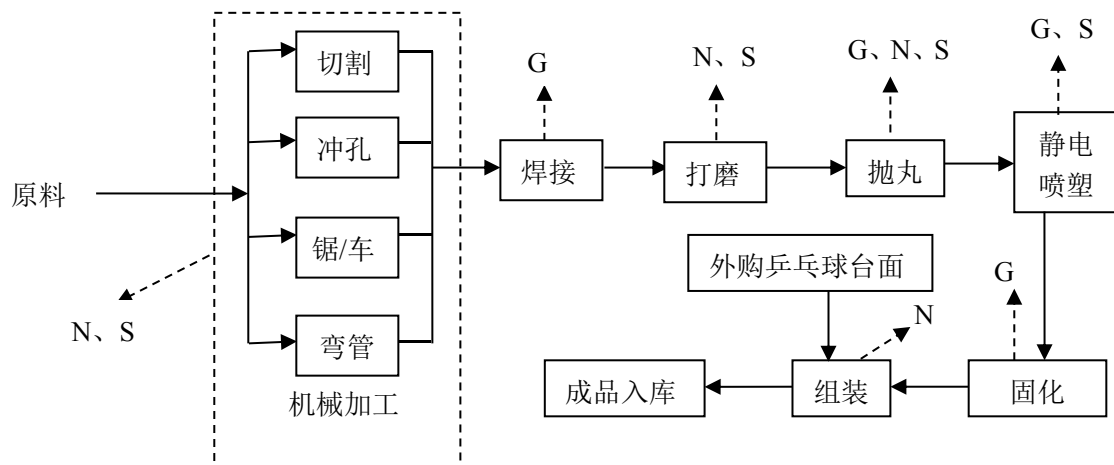 原料
N、S
切割
冲孔
锯/车
弯管
机械加工
G
焊接
N、S
打磨
G、N、S
抛丸
G、S
静电
喷塑
外购乒乓球台面
G
N
固化
组装
成品入库